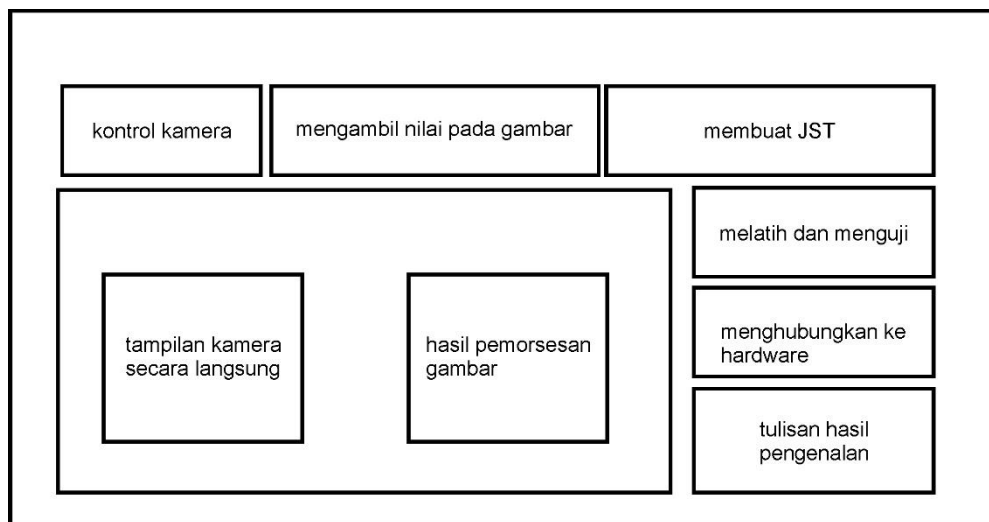 kontrol kamera
mengambil nilai pada gambar
membuat JST
melatih dan menguji
tampilan kamera
secara langsung
hasil pemorsesan
gambar
menghubungkan ke
hardware
tulisan hasil
pengenalan